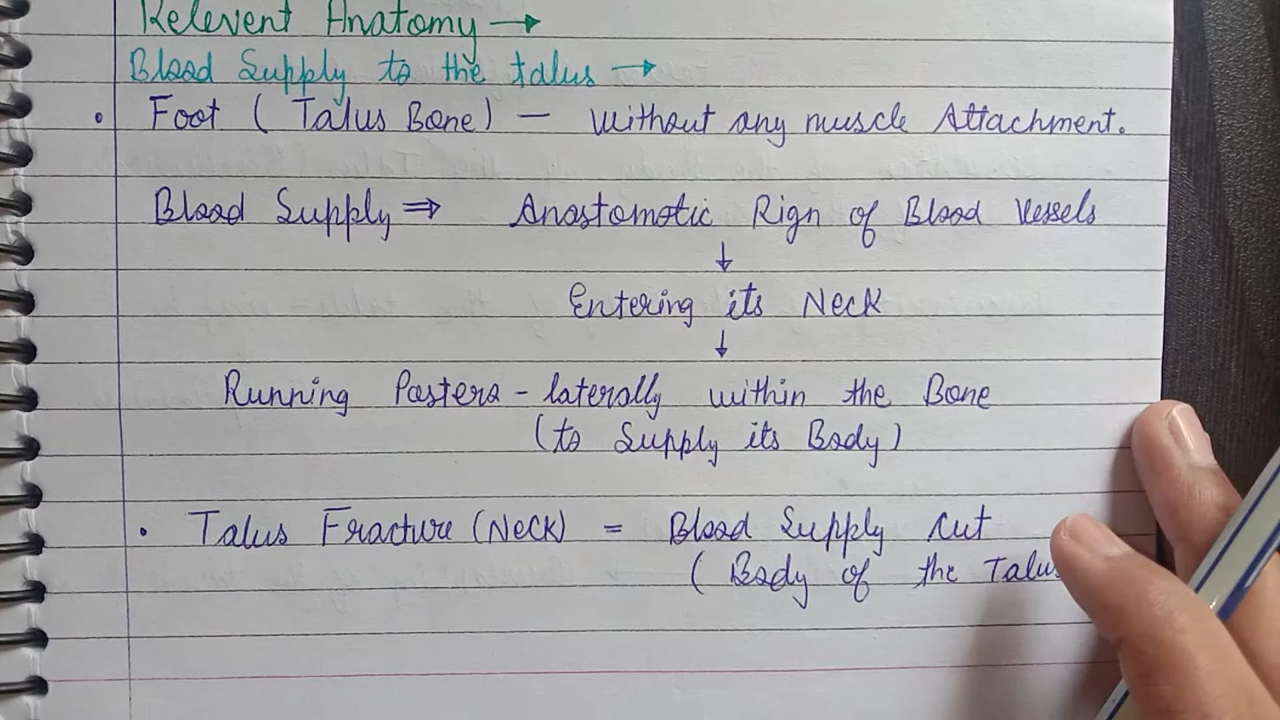 Relevent Anatomy →
Blood Supply to the talus →
• Foot (Talus Bone) — without any muscle Attachment.
Blood Supply ⇒ Anastomotic Rign of Blood Vessels
↓
Entering its Neck
↓
Running Postero - laterally within the Bone
(to Supply its Body)
• Talus Fracture (Neck) = Blood Supply cut
( Body of the Talus